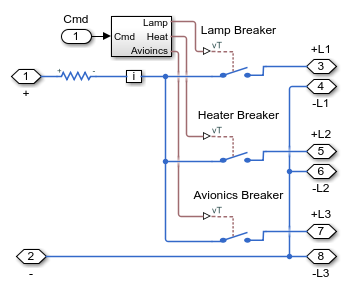 Cmd
1
Cmd
Lamp
Heat
Avioincs
Lamp Breaker
vT
+L1
3
1
+
+
-
i
4
-L1
Heater Breaker
vT
+L2
5
6
-L2
Avionics Breaker
vT
+L3
7
2
-
8
-L3